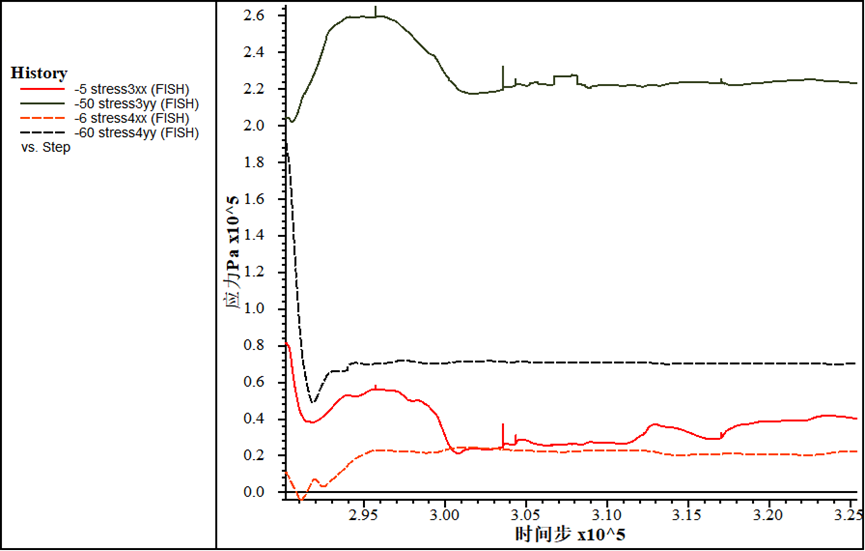 History
-5 stress3xx (FISH)
-50 stress3yy (FISH)
-6 stress4xx (FISH)
-60 stress4yy (FISH)
vs. Step
应力Pa x10^5
2.6
2.4
2.2
2.0
1.8
1.6
1.4
1.2
1.0
0.8
0.6
0.4
0.2
0.0
2.95 3.00 3.05 3.10 3.15 3.20 3.25
时间步 x10^5